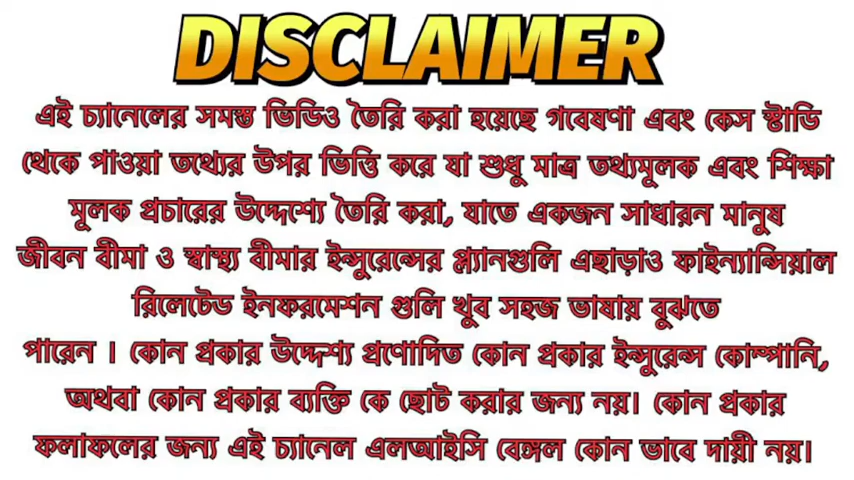 DISCLAIMER
এই চ্যানেলের সমস্ত ভিডিও তৈরি করা হয়েছে গবেষণা এবং কেস স্টাডি
থেকে পাওয়া তথ্যের উপর ভিত্তি করে যা শুধু মাত্র তথ্যমূলক এবং শিক্ষা
মূলক প্রচারের উদ্দেশ্যে তৈরি করা, যাতে একজন সাধারন মানুষ
জীবন বীমা ও স্বাস্থ্য বীমার ইন্সুরেন্সের প্ল্যানগুলি এছাড়াও ফাইন্যান্সিয়াল
রিলেটেড ইনফরমেশন গুলি খুব সহজ ভাষায় বুঝতে
পারেন । কোন প্রকার উদ্দেশ্য প্রণোদিত কোন প্রকার ইন্সুরেন্স কোম্পানি,
অথবা কোন প্রকার ব্যক্তি কে ছোট করার জন্য নয়। কোন প্রকার
ফলাফলের জন্য এই চ্যানেল এলআইসি বেঙ্গল কোন ভাবে দায়ী নয়।